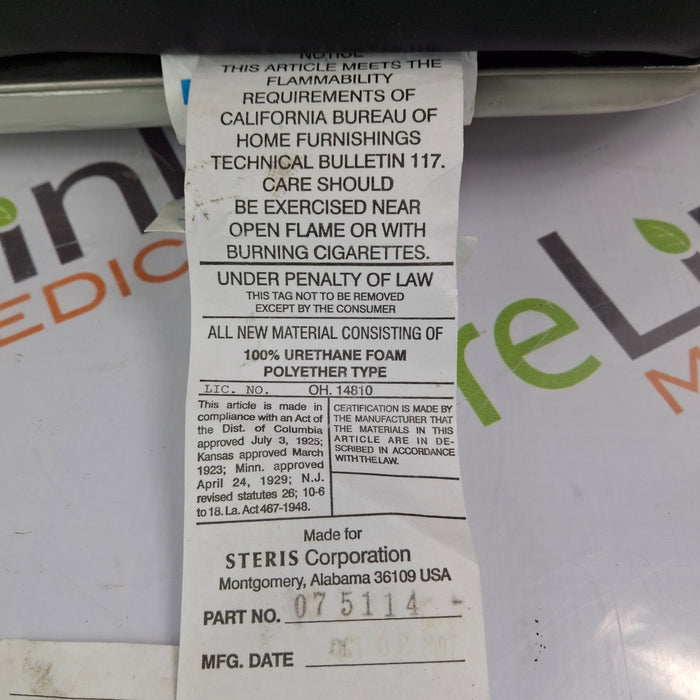 NOTICE
THIS ARTICLE MEETS THE
FLAMMABILITY
REQUIREMENTS OF
CALIFORNIA BUREAU OF
HOME FURNISHINGS
TECHNICAL BULLETIN 117.
CARE SHOULD
BE EXERCISED NEAR
OPEN FLAME OR WITH
BURNING CIGARETTES.
UNDER PENALTY OF LAW
THIS TAG NOT TO BE REMOVED
EXCEPT BY THE CONSUMER
ALL NEW MATERIAL CONSISTING OF
100% URETHANE FOAM
POLYETHER TYPE
LIC. NO. OH. 14810
This article is made in
compliance with an Act of
the Dist. of Columbia
approved July 3, 1925;
Kansas approved March
1923; Minn. approved
April 24, 1929; N.J.
revised statutes 26; 10-6
to 18. La. Act 467-1948.
CERTIFICATION IS MADE BY
THE MANUFACTURER THAT
THE MATERIALS IN THIS
ARTICLE ARE IN DE-
SCRIBED IN ACCORDANCE
WITH THE LAW.
Made for
STERIS Corporation
Montgomery, Alabama 36109 USA
PART NO. 075114 -
MFG. DATE